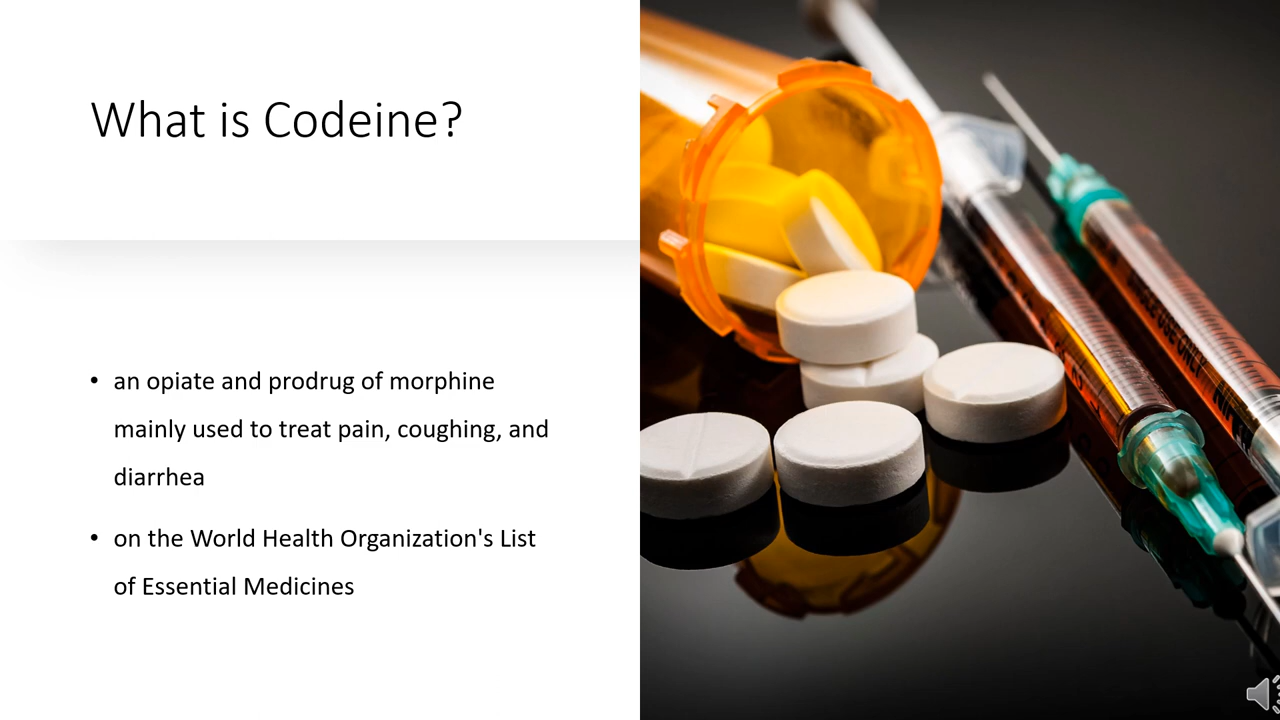 What is Codeine?
• an opiate and prodrug of morphine
mainly used to treat pain, coughing, and
diarrhea
• on the World Health Organization's List
of Essential Medicines